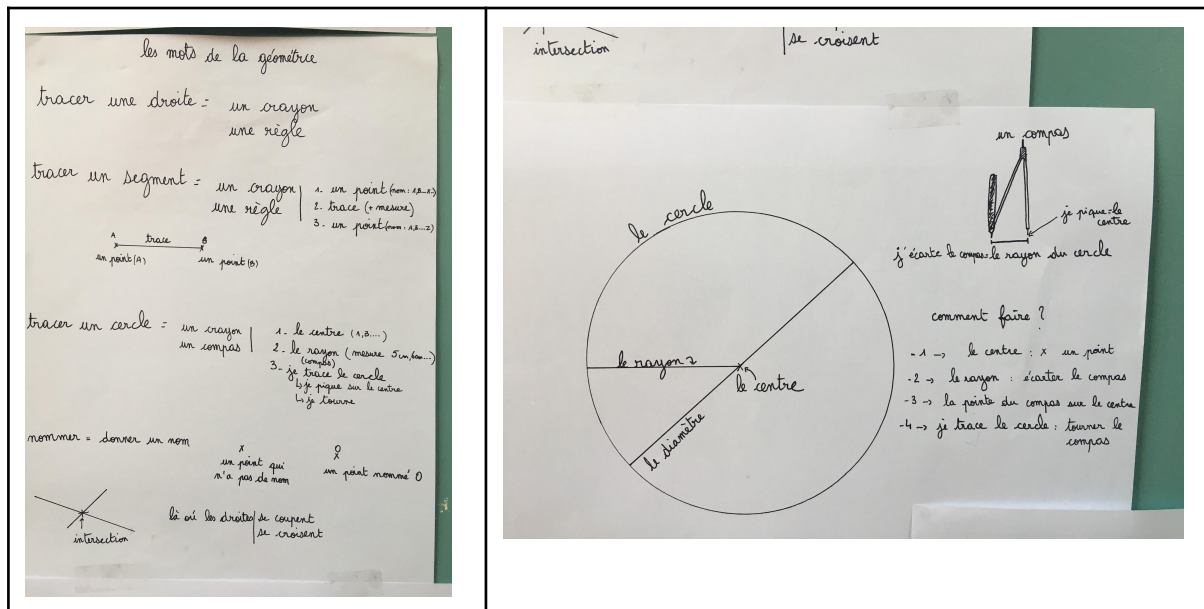 les mots de la géométrie
tracer une droite = un crayon
une règle
tracer un segment = un crayon
une règle
1. un point (nom : A,B...Z.)
2. trace (+ mesure)
3 - un point (nom : A,B...Z)
A trace B
un point (A) un point (B)
tracer un cercle = un crayon
un compas
1 - le centre (A,B....)
2 - le rayon (mesure 5cm, 6cm...)
(compas)
3 - je trace le cercle
↳ je pique sur le centre
↳ je tourne
nommer = donner un nom
x
un point qui
n'a pas de nom
O
x
un point nommé O
intersection
là où les droites se coupent
se croisent
intersection
se croisent
un compas
je pique = le
centre
j'écarte le compas = le rayon du cercle
le cercle
le rayon
le centre
le diamètre
comment faire ?
- 1 → le centre : x un point
- 2 → le rayon : écarter le compas
- 3 → la pointe du compas sur le centre
- 4 → je trace le cercle : tourner le
compas